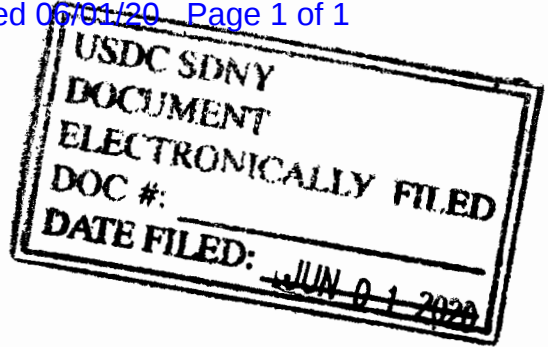 ed 06/01/20 Page 1 of 1
USDC SDNY
DOCUMENT
ELECTRONICALLY FILED
DOC #:
DATE FILED: JUN 0 1 2020